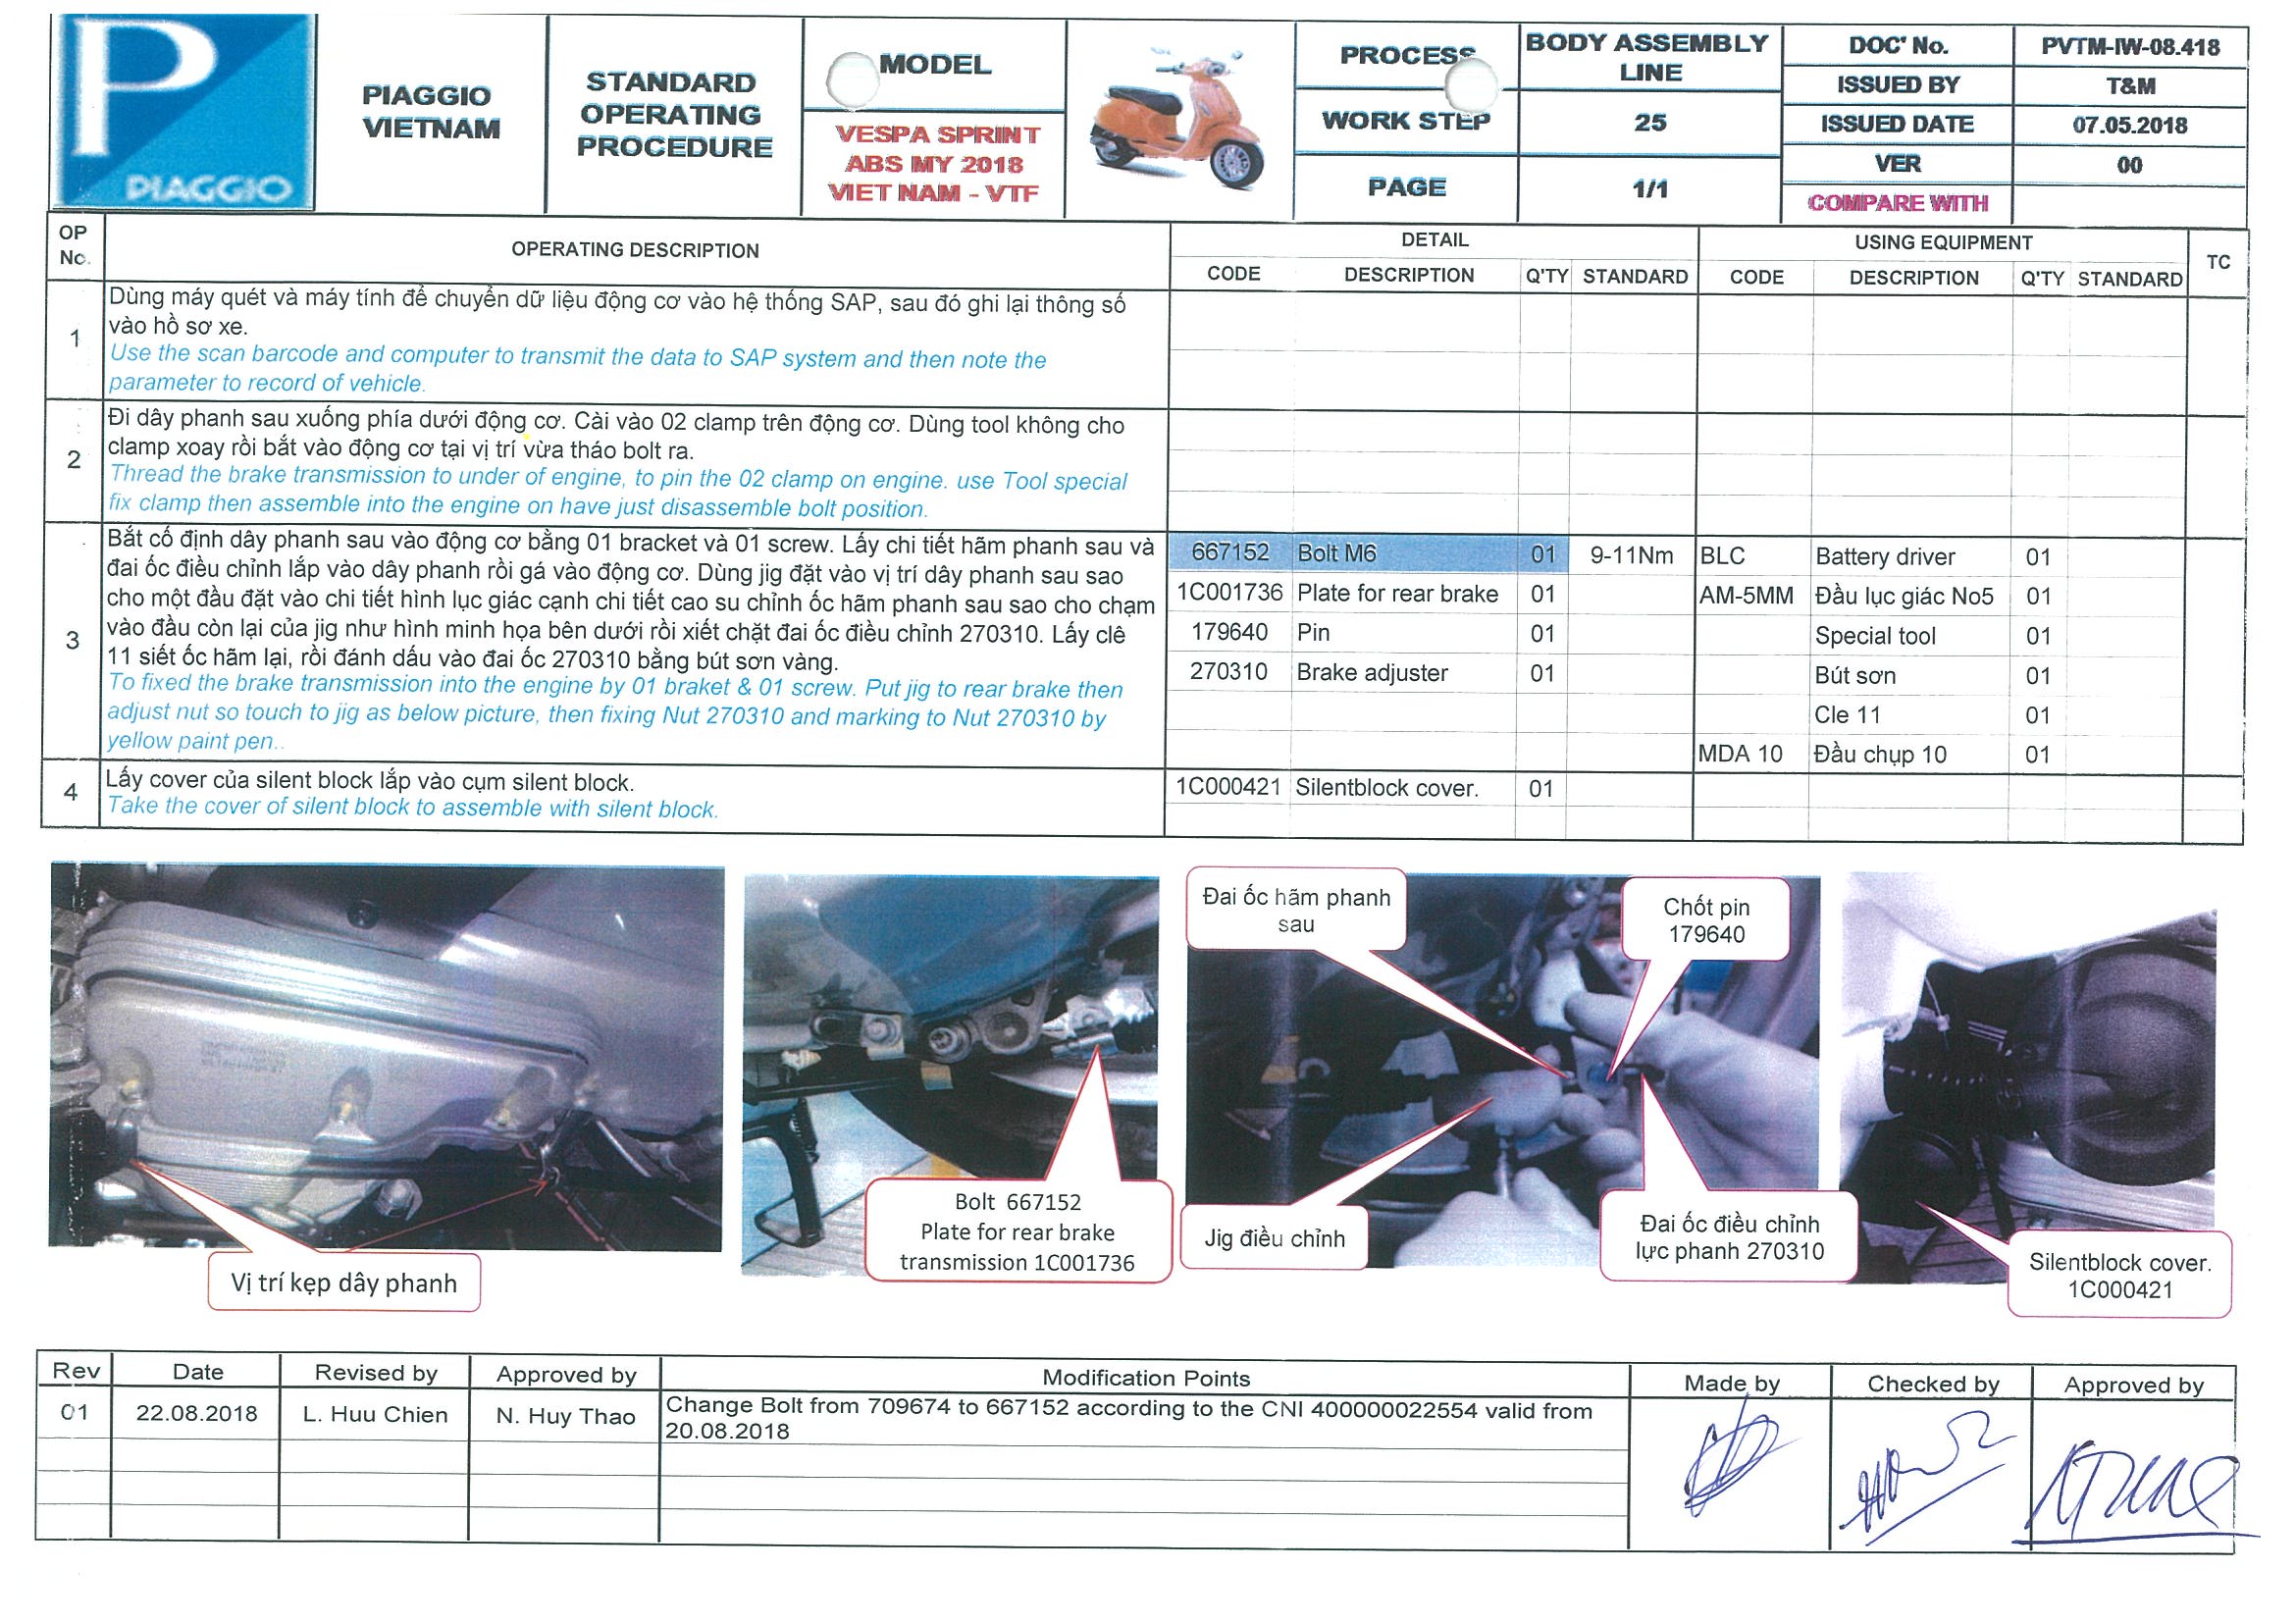 P
PIAGGIO
PIAGGIO
VIETNAM
STANDARD
OPERATING
PROCEDURE
MODEL
VESPA SPRINT
ABS MY 2018
VIET NAM - VTF
PROCESS
BODY ASSEMBLY
LINE
WORK STEP
25
PAGE
1/1
DOC' No.
PVTM-IW-08.418
ISSUED BY
T&M
ISSUED DATE
07.05.2018
VER
00
COMPARE WITH
OP
No.
OPERATING DESCRIPTION
DETAIL
USING EQUIPMENT
TC
CODE
DESCRIPTION
Q'TY
STANDARD
CODE
DESCRIPTION
Q'TY
STANDARD
1
Dùng máy quét và máy tính để chuyển dữ liệu động cơ vào hệ thống SAP, sau đó ghi lại thông số
vào hồ sơ xe.
Use the scan barcode and computer to transmit the data to SAP system and then note the
parameter to record of vehicle.
2
Đi dây phanh sau xuống phía dưới động cơ. Cài vào 02 clamp trên động cơ. Dùng tool không cho
clamp xoay rồi bắt vào động cơ tại vị trí vừa tháo bolt ra.
Thread the brake transmission to under of engine, to pin the 02 clamp on engine. use Tool special
fix clamp then assemble into the engine on have just disassemble bolt position.
3
Bắt cố định dây phanh sau vào động cơ bằng 01 bracket và 01 screw. Lấy chi tiết hãm phanh sau và
đai ốc điều chỉnh lắp vào dây phanh rồi gá vào động cơ. Dùng jig đặt vào vị trí dây phanh sau sao
cho một đầu đặt vào chi tiết hình lục giác cạnh chi tiết cao su chỉnh ốc hãm phanh sau sao cho chạm
vào đầu còn lại của jig như hình minh họa bên dưới rồi xiết chặt đai ốc điều chỉnh 270310. Lấy clê
11 siết ốc hãm lại, rồi đánh dấu vào đai ốc 270310 bằng bút sơn vàng.
To fixed the brake transmission into the engine by 01 braket & 01 screw. Put jig to rear brake then
adjust nut so touch to jig as below picture, then fixing Nut 270310 and marking to Nut 270310 by
yellow paint pen..
667152 Bolt M6 01 9-11Nm BLC Battery driver 01
1C001736 Plate for rear brake 01 AM-5MM Đầu lục giác No5 01
179640 Pin 01 Special tool 01
270310 Brake adjuster 01 Bút sơn 01
Cle 11 01
MDA 10 Đầu chụp 10 01
4
Lấy cover của silent block lắp vào cụm silent block.
Take the cover of silent block to assemble with silent block.
1C000421 Silentblock cover. 01
Vị trí kẹp dây phanh
Bolt 667152
Plate for rear brake
transmission 1C001736
Đai ốc hãm phanh
sau
Chốt pin
179640
Jig điều chỉnh
Đai ốc điều chỉnh
lực phanh 270310
Silentblock cover.
1C000421
Rev
Date
Revised by
Approved by
Modification Points
Made by
Checked by
Approved by
01
22.08.2018
L. Huu Chien
N. Huy Thao
Change Bolt from 709674 to 667152 according to the CNI 400000022554 valid from
20.08.2018